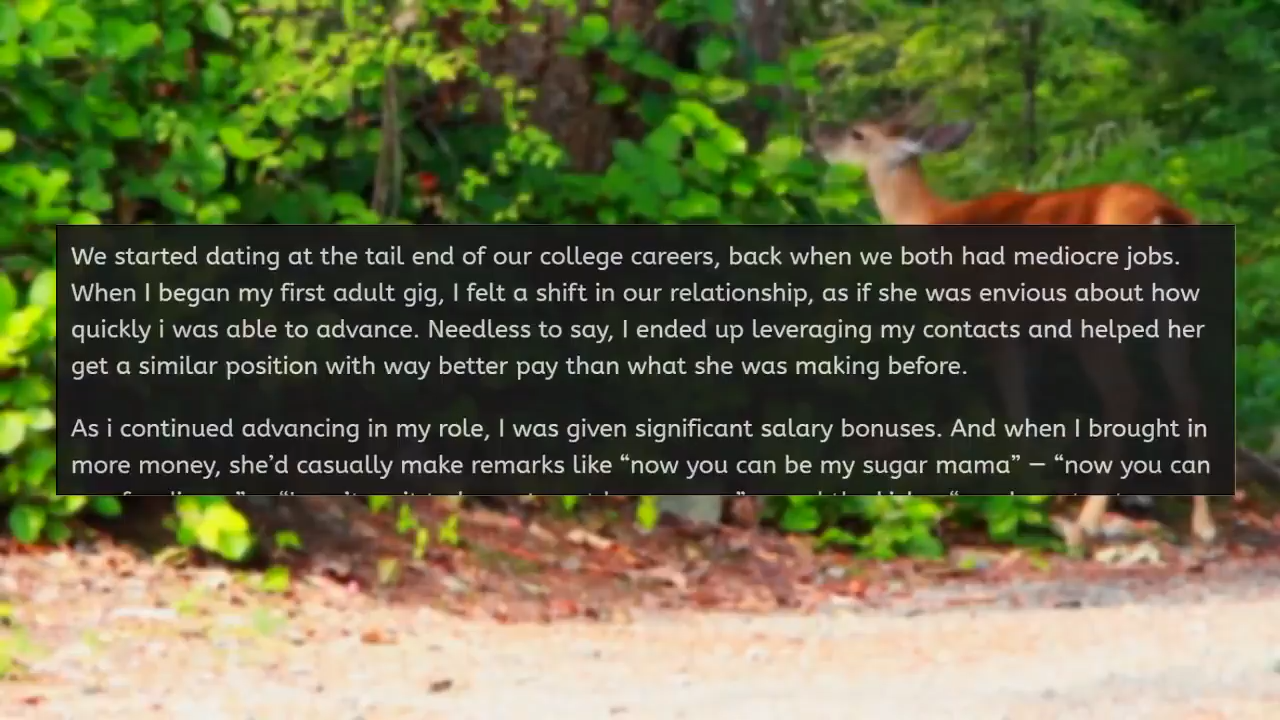 We started dating at the tail end of our college careers, back when we both had mediocre jobs.
When I began my first adult gig, I felt a shift in our relationship, as if she was envious about how
quickly i was able to advance. Needless to say, I ended up leveraging my contacts and helped her
get a similar position with way better pay than what she was making before.
As i continued advancing in my role, I was given significant salary bonuses. And when I brought in
more money, she’d casually make remarks like “now you can be my sugar mama” — “now you can